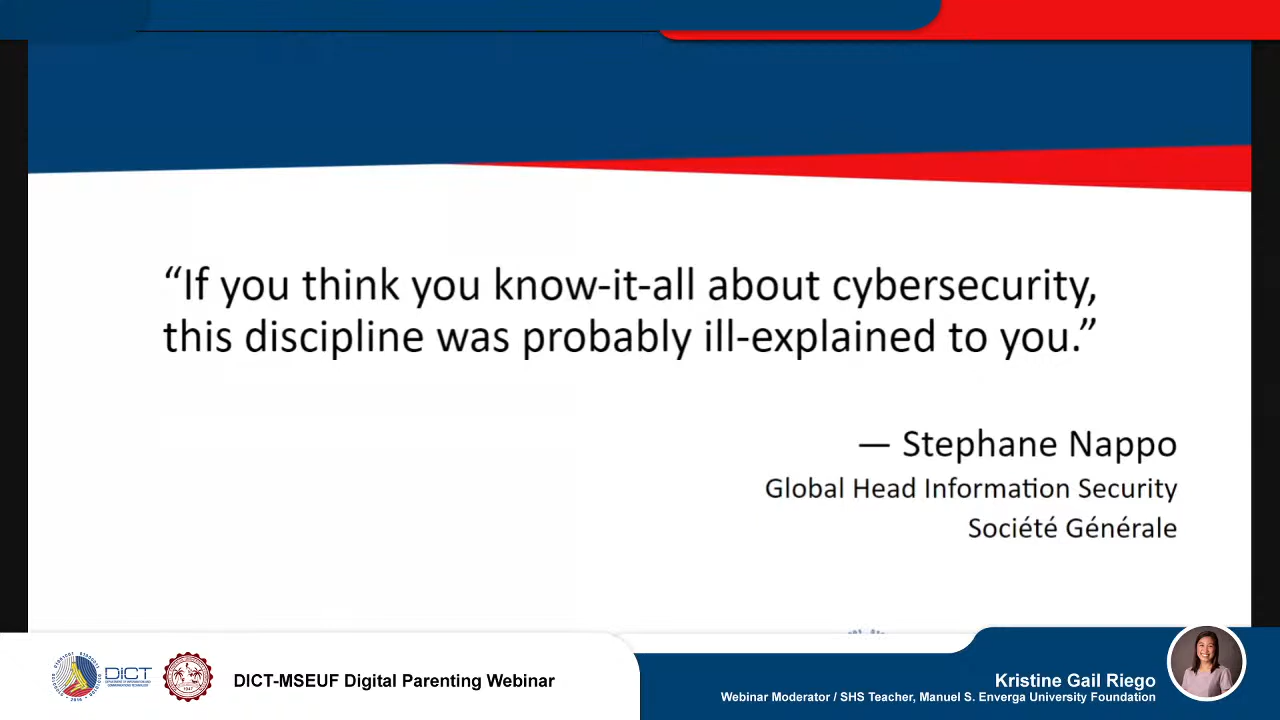 “If you think you know-it-all about cybersecurity,
this discipline was probably ill-explained to you.”
— Stephane Nappo
Global Head Information Security
Société Générale
DICT
DICT-MSEUF Digital Parenting Webinar
Kristine Gail Riego
Webinar Moderator / SHS Teacher, Manuel S. Enverga University Foundation